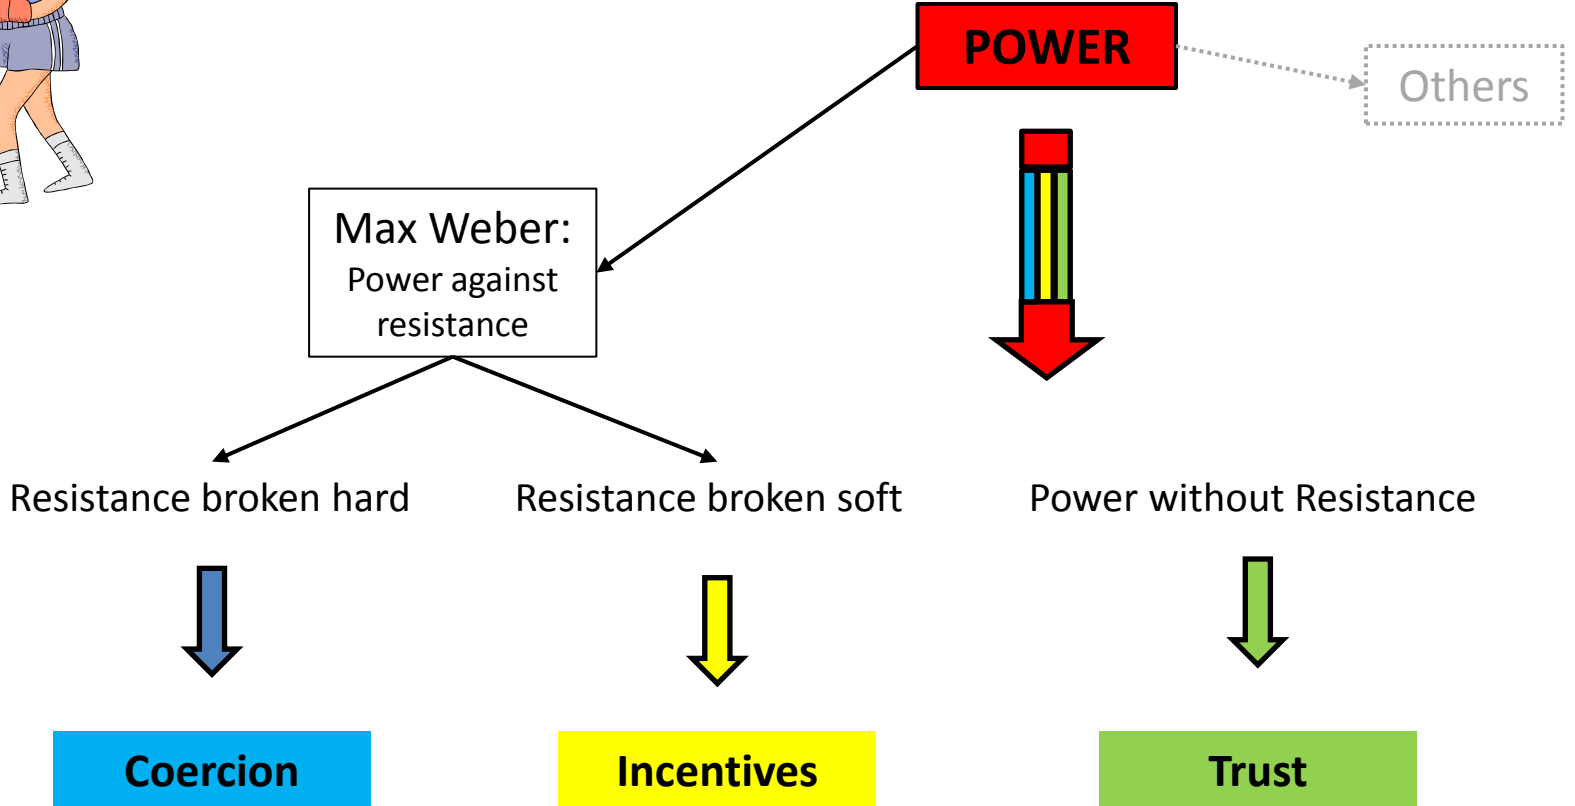 POWER
Others
Max Weber:
Power against
resistance
Resistance broken hard
Resistance broken soft
Power without Resistance
Coercion
Incentives
Trust